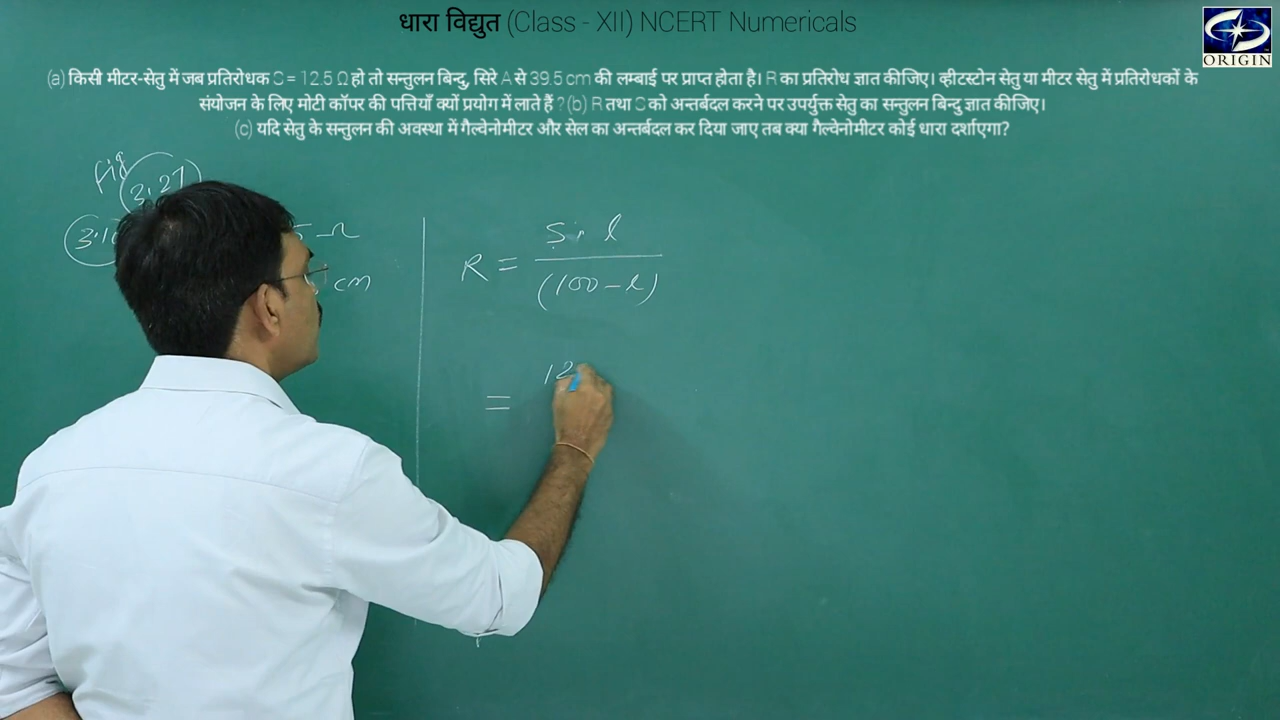 धारा विद्युत (Class - XII) NCERT Numericals
ORIGIN
(a) किसी मीटर-सेतु में जब प्रतिरोधक S = 12.5 Ω हो तो सन्तुलन बिन्दु, सिरे A से 39.5 cm की लम्बाई पर प्राप्त होता है। R का प्रतिरोध ज्ञात कीजिए। व्हीटस्टोन सेतु या मीटर सेतु में प्रतिरोधकों के
संयोजन के लिए मोटी कॉपर की पत्तियाँ क्यों प्रयोग में लाते हैं ? (b) R तथा S को अन्तर्बदल करने पर उपर्युक्त सेतु का सन्तुलन बिन्दु ज्ञात कीजिए।
(c) यदि सेतु के सन्तुलन की अवस्था में गैल्वेनोमीटर और सेल का अन्तर्बदल कर दिया जाए तब क्या गैल्वेनोमीटर कोई धारा दर्शाएगा?
Fig
3.27
5 Ω
cm
R = S × l
(100 - l)
= 12